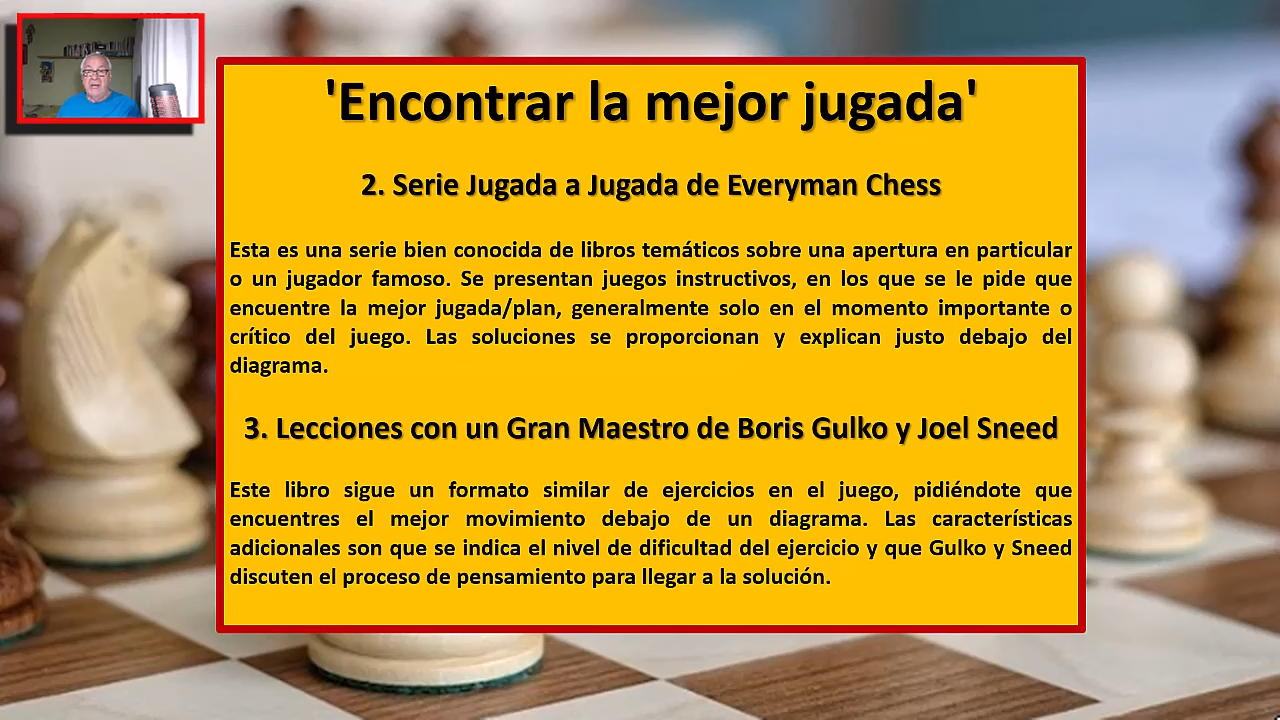 'Encontrar la mejor jugada'
2. Serie Jugada a Jugada de Everyman Chess
Esta es una serie bien conocida de libros temáticos sobre una apertura en particular
o un jugador famoso. Se presentan juegos instructivos, en los que se le pide que
encuentre la mejor jugada/plan, generalmente solo en el momento importante o
crítico del juego. Las soluciones se proporcionan y explican justo debajo del
diagrama.
3. Lecciones con un Gran Maestro de Boris Gulko y Joel Sneed
Este libro sigue un formato similar de ejercicios en el juego, pidiéndote que
encuentres el mejor movimiento debajo de un diagrama. Las características
adicionales son que se indica el nivel de dificultad del ejercicio y que Gulko y Sneed
discuten el proceso de pensamiento para llegar a la solución.